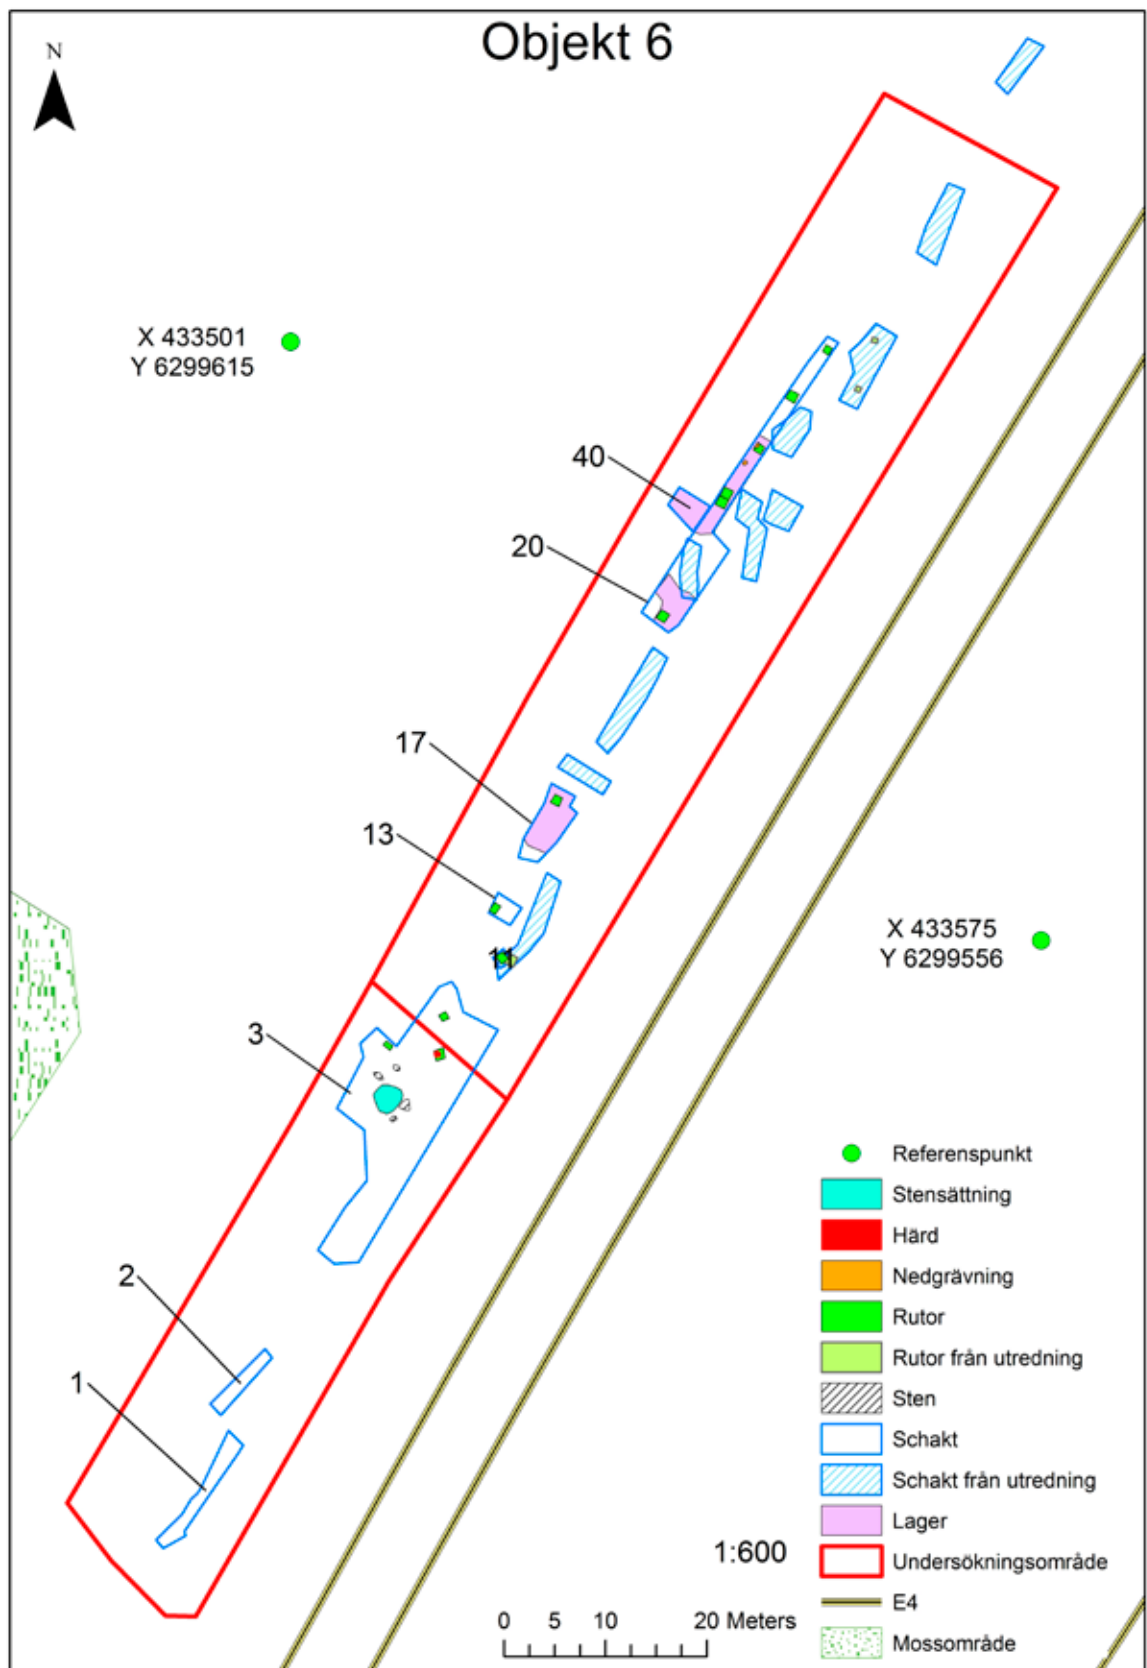 Objekt 6
N
X 433501
Y 6299615
40
20
17
13
11
X 433575
Y 6299556
3
2
1
Referenspunkt
Stensättning
Härd
Nedgrävning
Rutor
Rutor från utredning
Sten
Schakt
Schakt från utredning
Lager
Undersökningsområde
E4
Mossområde
1:600
0 5 10 20 Meters